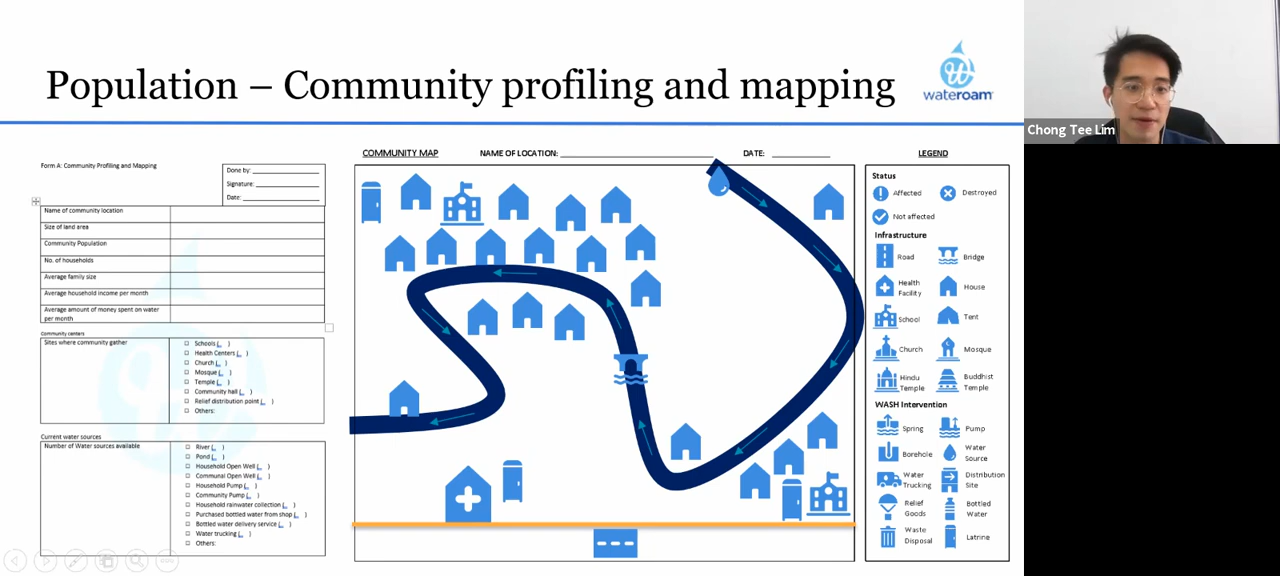 Population – Community profiling and mapping
wateroam
Chong Tee Lim
Form A: Community Profiling and Mapping
Done by: ____________
Signature: ____________
Date: ____________
Name of community location
Size of land area
Community Population
No. of households
Average family size
Average household income per month
Average amount of money spent on water
per month
Community centers
Sites where community gather
Schools (_ )
Health Centers (_ )
Church (_ )
Mosque (_ )
Temple (_ )
Community hall (_ )
Relief distribution point (_ )
Others:
Current water sources
Number of Water sources available
River (_ )
Pond (_ )
Household Open Well (_ )
Communal Open Well (_ )
Household Pump (_ )
Community Pump (_ )
Household rainwater collection (_ )
Purchased bottled water from shop (_ )
Bottled water delivery service (_ )
Water trucking (_ )
Others:
COMMUNITY MAP NAME OF LOCATION: ____________ DATE: ____________
LEGEND
Status
Affected Destroyed
Not affected
Infrastructure
Road Bridge
Health
Facility
House
School Tent
Church Mosque
Hindu
Temple
Buddhist
Temple
WASH Intervention
Spring Pump
Borehole
Water
Source
Water
Trucking
Distribution
Site
Relief
Goods
Bottled
Water
Waste
Disposal
Latrine